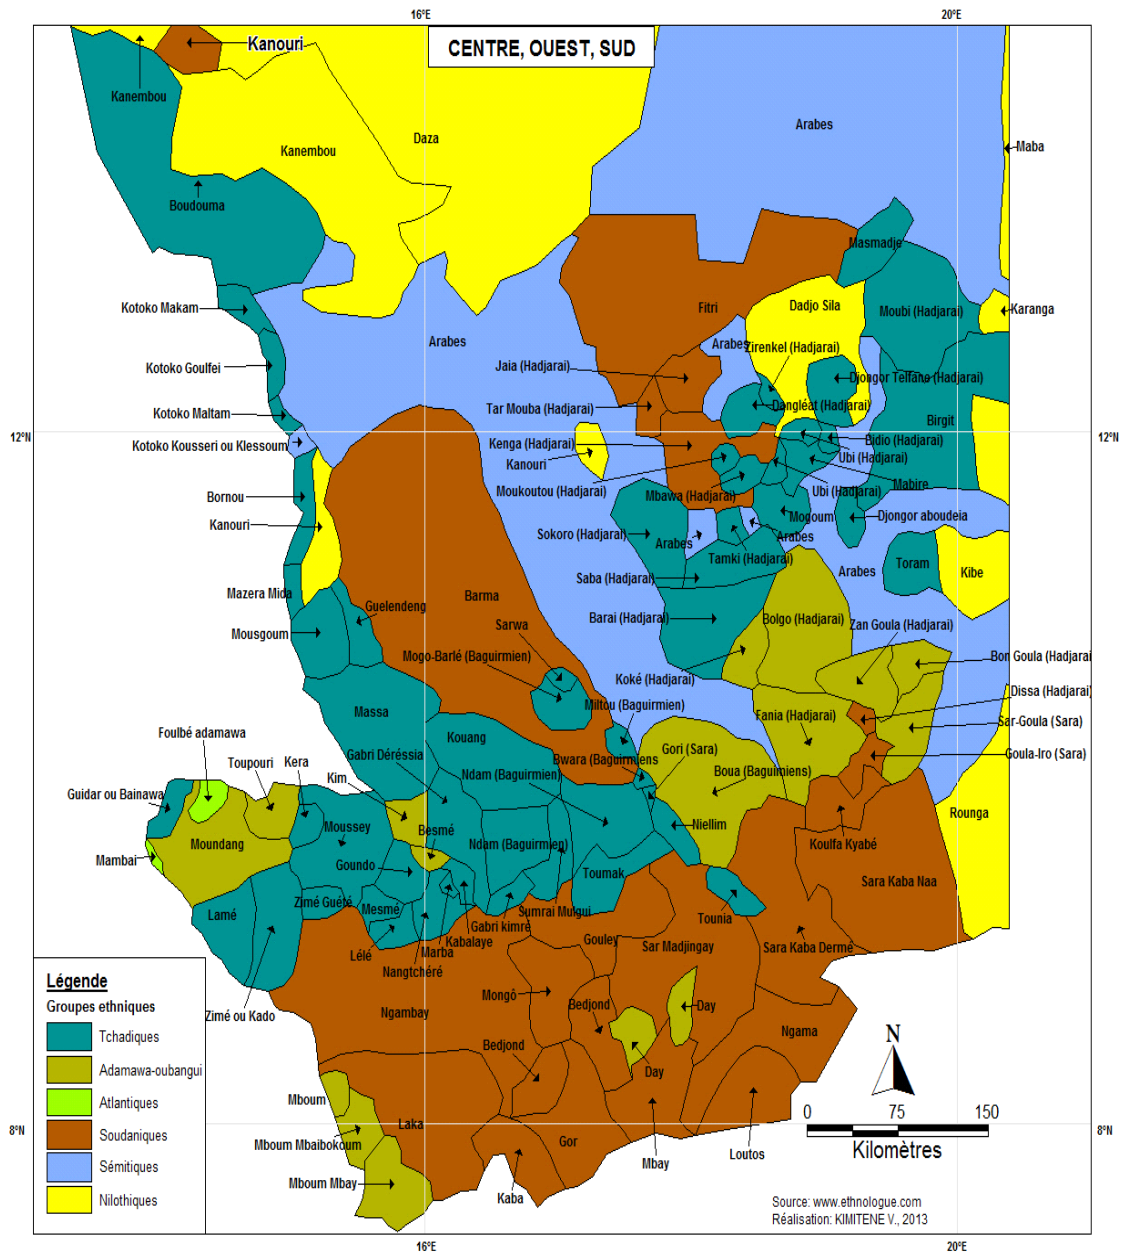 16°E
20°E
CENTRE, OUEST, SUD
Kanouri
Kanembou
Daza
Arabes
Kanembou
Maba
Boudouma
Masmadje
Kotoko Makam
Fitri
Dadjo Sila
Moubi (Hadjarai)
Karanga
Arabes
Arabes
Zirenkel (Hadjarai)
Kotoko Goulfei
Jaia (Hadjarai)
Djongor Telfane (Hadjarai)
Kotoko Maltam
Tar Mouba (Hadjarai)
Dangléat (Hadjarai)
Birgit
12°N
12°N
Kotoko Kousseri ou Klessoum
Kenga (Hadjarai)
Bidio (Hadjarai)
Kanouri
Ubi (Hadjarai)
Bornou
Moukoutou (Hadjarai)
Mbawa (Hadjarai)
Ubi (Hadjarai)
Mabire
Kanouri
Mogoum
Djongor aboudeia
Sokoro (Hadjarai)
Arabes
Arabes
Tamki (Hadjarai)
Toram
Kibe
Saba (Hadjarai)
Arabes
Mazera Mida
Guelendeng
Barma
Sarwa
Barai (Hadjarai)
Bolgo (Hadjarai)
Zan Goula (Hadjarai)
Mousgoum
Mogo-Barlé (Baguirmien)
Bon Goula (Hadjarai
Koké (Hadjarai)
Dissa (Hadjarai)
Massa
Miltou (Baguirmien)
Fania (Hadjarai)
Sar-Goula (Sara)
Foulbé adamawa
Kouang
Gabri Déréssia
Gori (Sara)
Goula-Iro (Sara)
Toupouri
Kera
Bwara (Baguirmiens
Kim
Ndam (Baguirmien)
Boua (Baguimiens)
Guidar ou Bainawa
Rounga
Moussey
Besmé
Niellim
Moundang
Ndam (Baguirmien)
Koulfa Kyabé
Mambai
Goundo
Toumak
Sara Kaba Naa
Lamé
Zimé Guété
Mesmé
Sumrai Mulgui
Tounia
Gabri kimré
Kabalaye
Marba
Gouley
Sar Madjingay
Sara Kaba Dermé
Lélé
Nangtchéré
Légende
Groupes ethniques
Tchadiques
Adamawa-oubangui
Atlantiques
Soudaniques
Sémitiques
Nilothiques
Zimé ou Kado
Ngambay
Mongô
Bedjond
Day
Ngama
N
Bedjond
Day
Mboum
0 75 150
Kilomètres
Laka
8°N
8°N
Mboum Mbaibokoum
Gor
Mbay
Loutos
Mboum Mbay
Kaba
Source: www.ethnologue.com
Réalisation: KIMITENE V., 2013
16°E
20°E